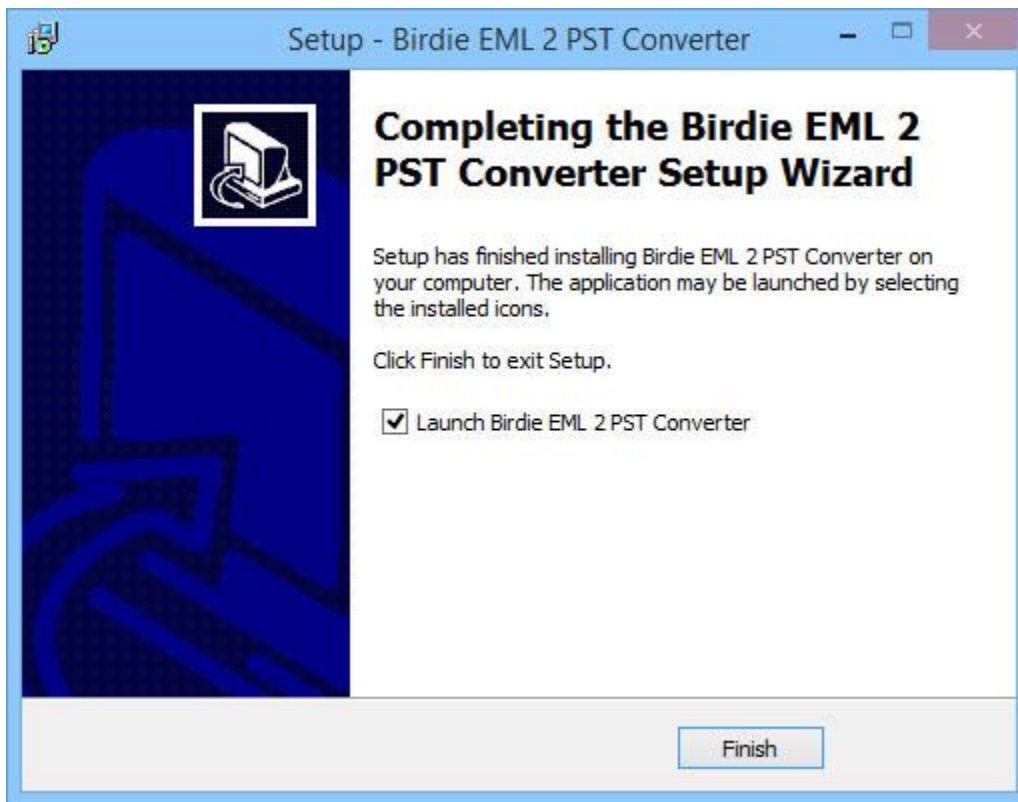 Setup - Birdie EML 2 PST Converter
Completing the Birdie EML 2
PST Converter Setup Wizard
Setup has finished installing Birdie EML 2 PST Converter on
your computer. The application may be launched by selecting
the installed icons.
Click Finish to exit Setup.
Launch Birdie EML 2 PST Converter
Finish